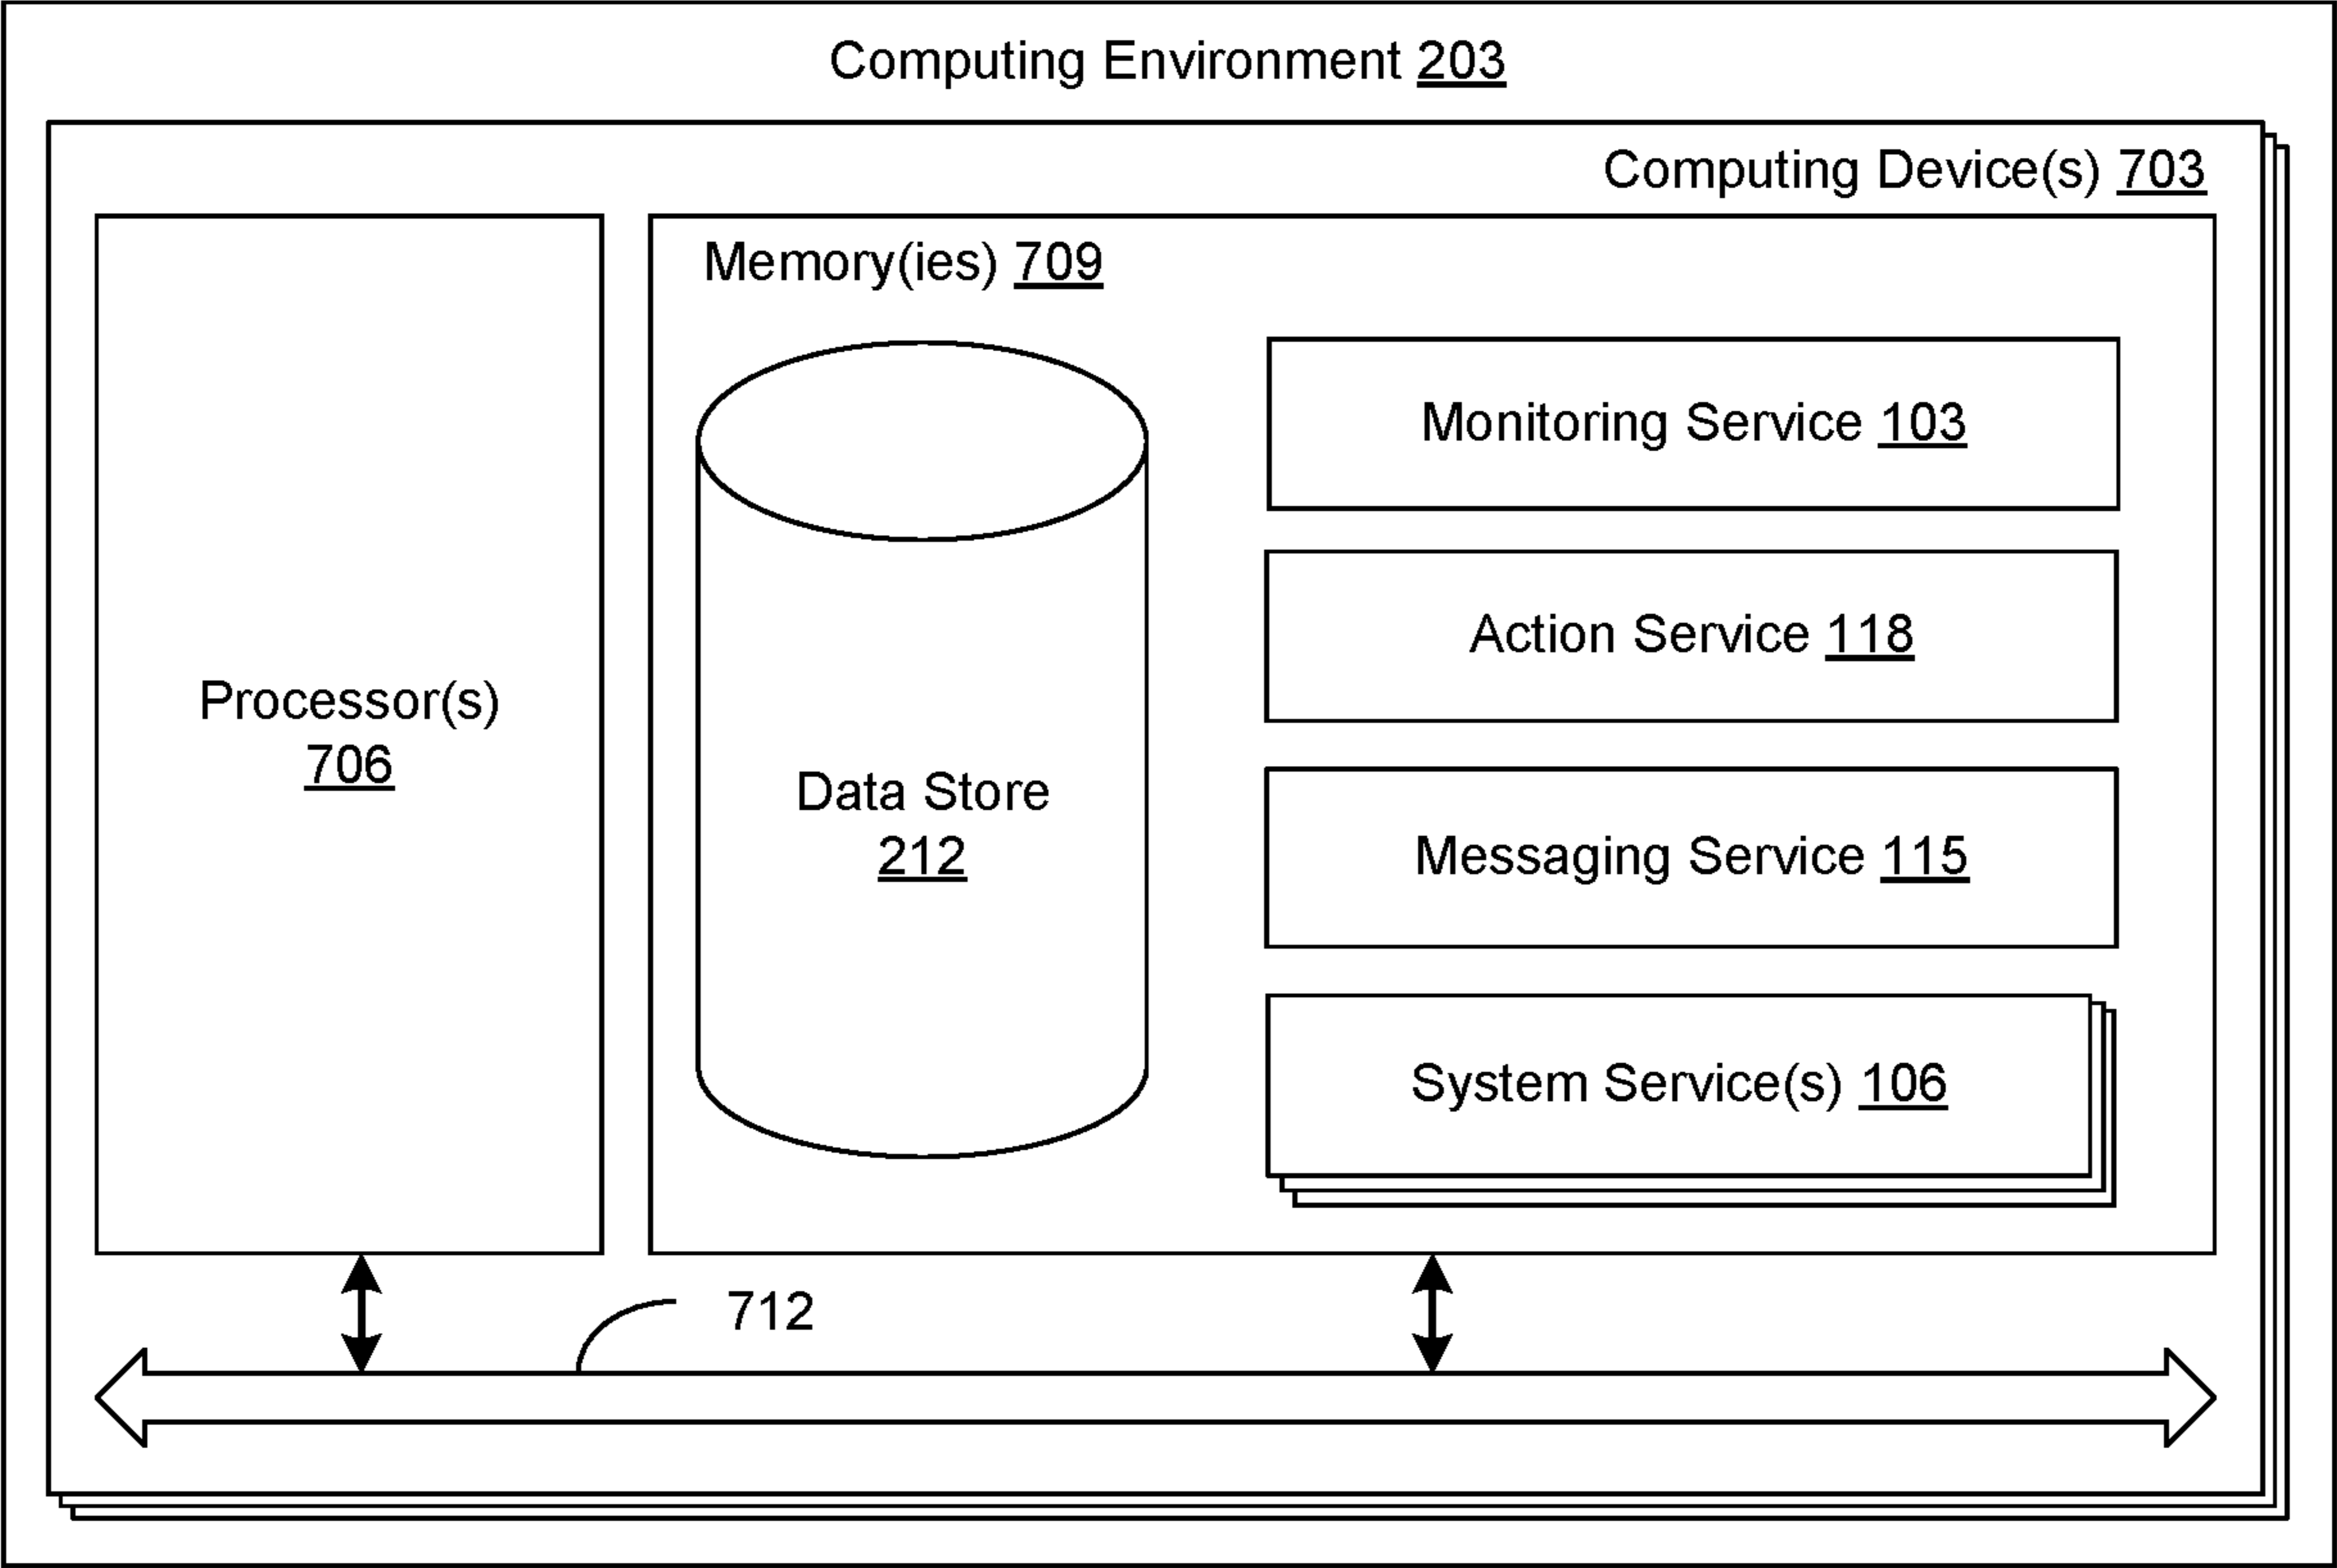 Computing Environment 203
Computing Device(s) 703
Memory(ies) 709
Monitoring Service 103
Action Service 118
Processor(s)
706
Data Store
212
Messaging Service 115
System Service(s) 106
712